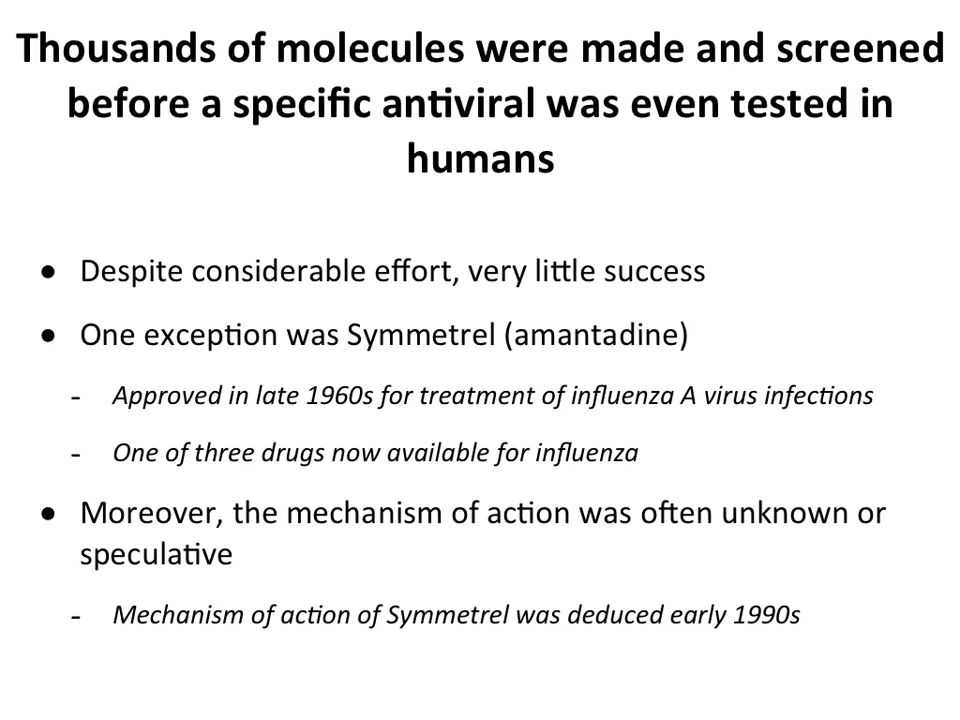 Thousands of molecules were made and screened
before a specific antiviral was even tested in
humans
• Despite considerable effort, very little success
• One exception was Symmetrel (amantadine)
- Approved in late 1960s for treatment of influenza A virus infections
- One of three drugs now available for influenza
• Moreover, the mechanism of action was often unknown or
speculative
- Mechanism of action of Symmetrel was deduced early 1990s